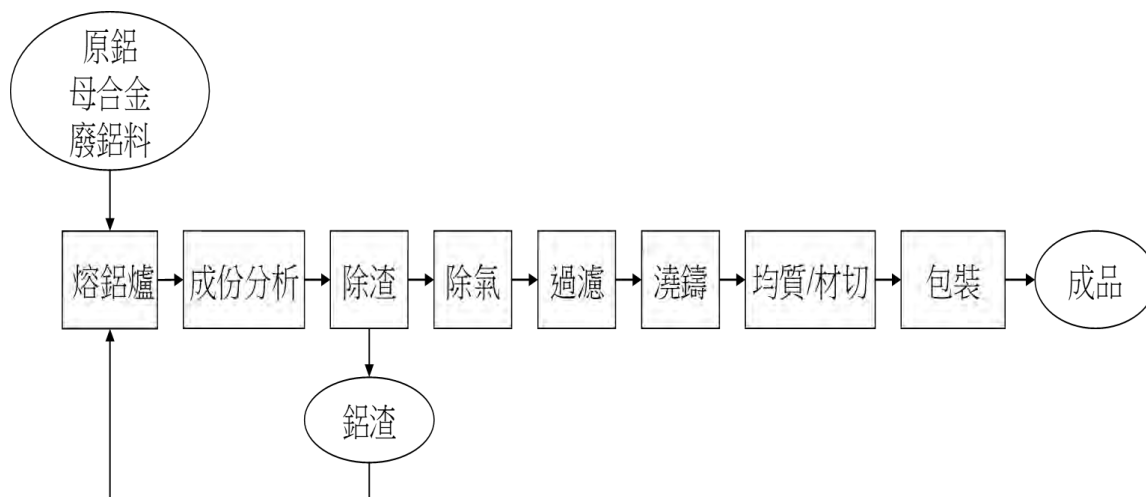 原鋁
母合金
廢鋁料
熔鋁爐
成份分析
除渣
除氣
過濾
澆鑄
均質/材切
包裝
成品
鋁渣